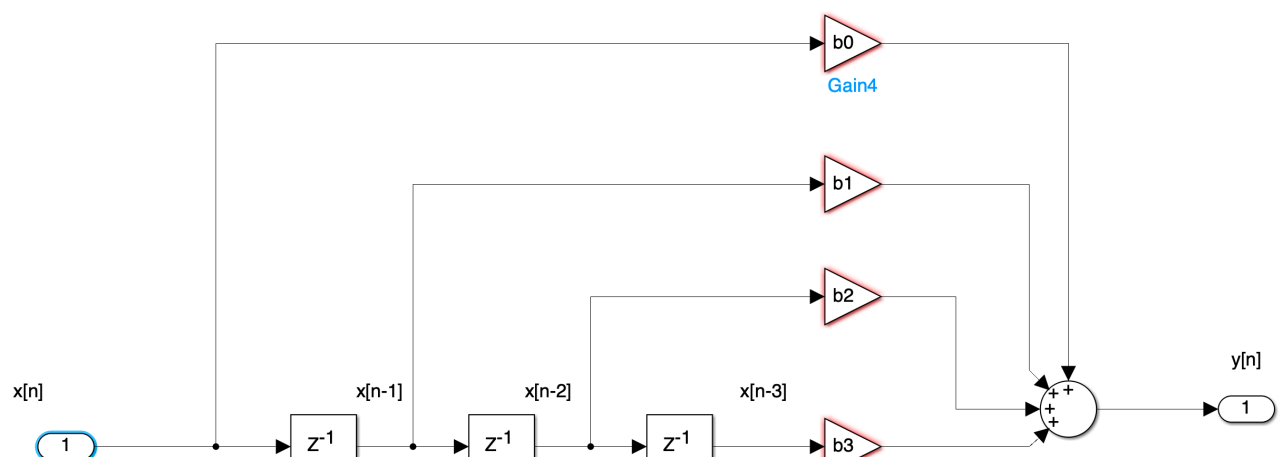 b0
Gain4
b1
b2
y[n]
x[n] x[n-1] x[n-2] x[n-3]
+ +
+ 1
+
1 z-1 z-1 z-1 b3